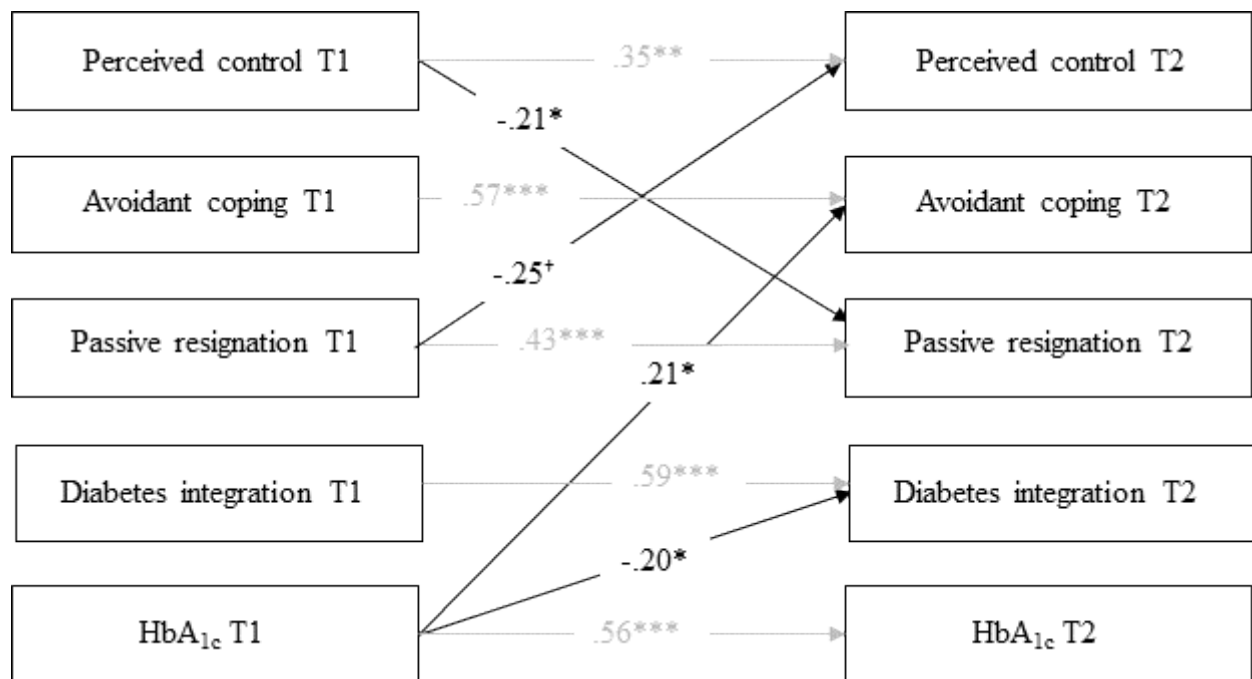 Perceived control T1
.35**
Perceived control T2
-.21*
Avoidant coping T1
.57***
Avoidant coping T2
-.25⁺
Passive resignation T1
.43***
Passive resignation T2
.21*
Diabetes integration T1
.59***
Diabetes integration T2
-.20*
HbA₁c T1
.56***
HbA₁c T2